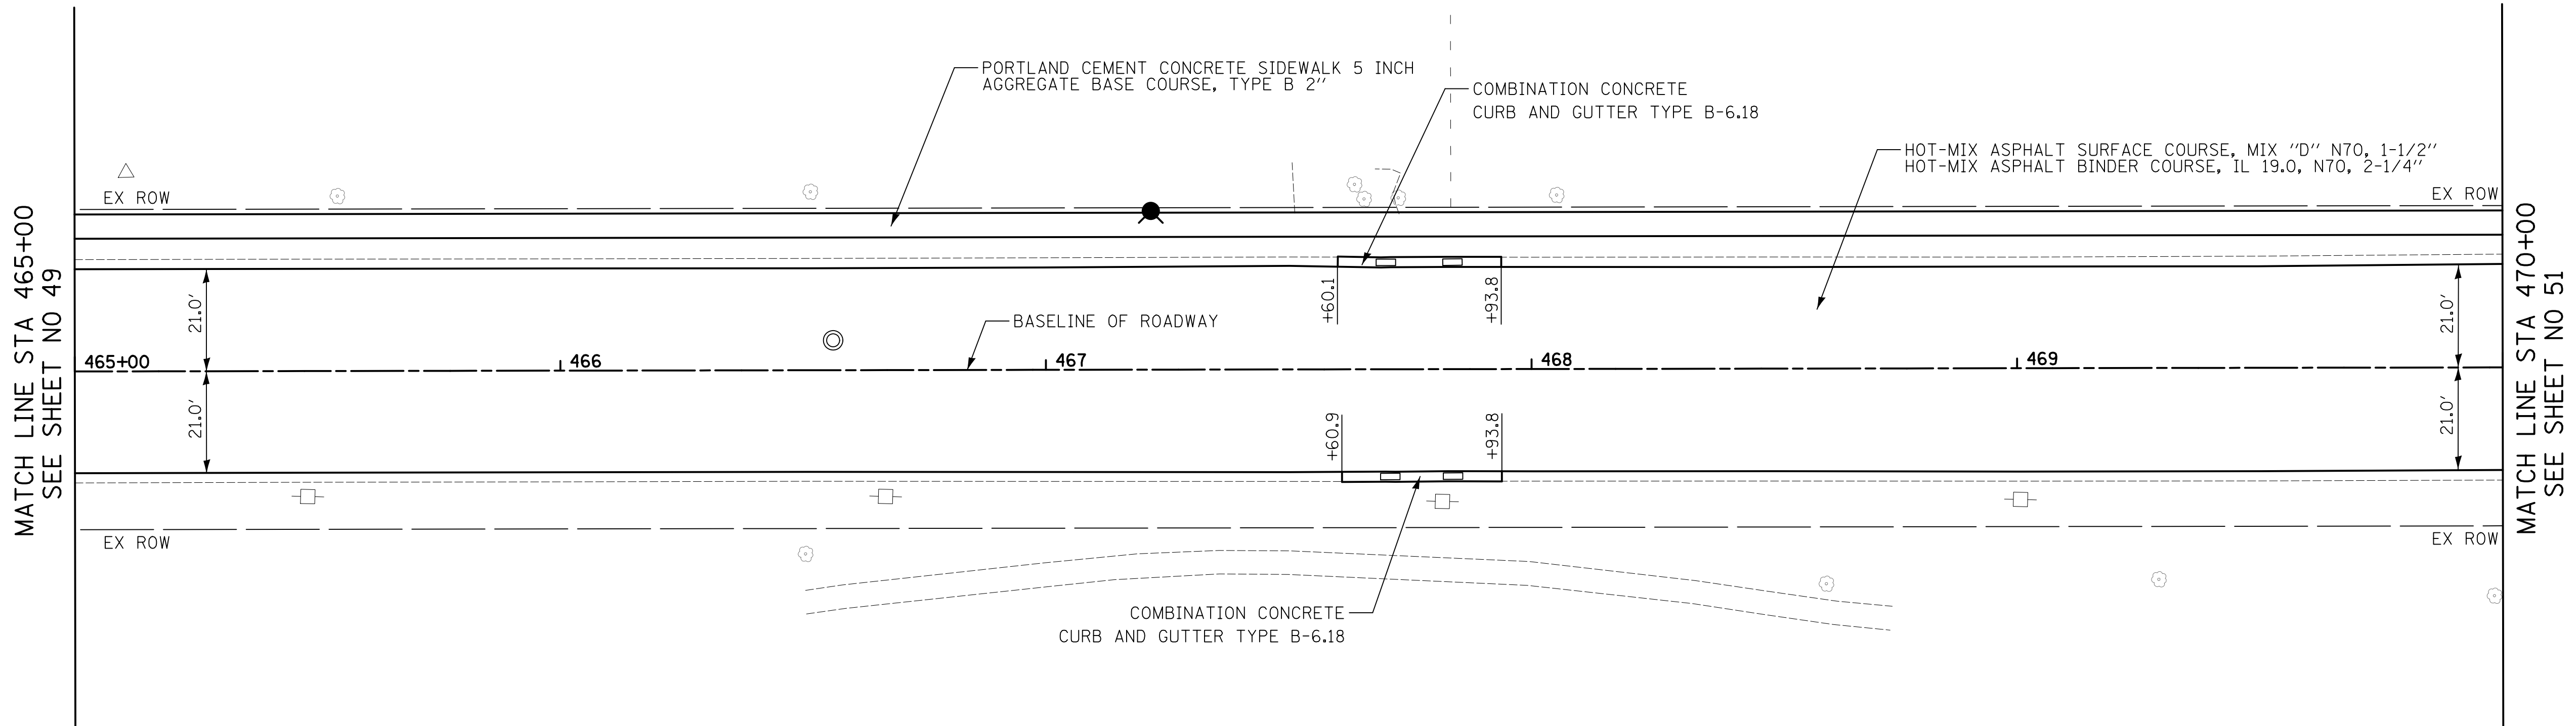 PORTLAND CEMENT CONCRETE SIDEWALK 5 INCH
AGGREGATE BASE COURSE, TYPE B 2"
COMBINATION CONCRETE
CURB AND GUTTER TYPE B-6.18
HOT-MIX ASPHALT SURFACE COURSE, MIX "D" N70, 1-1/2"
HOT-MIX ASPHALT BINDER COURSE, IL 19.0, N70, 2-1/4"
EX ROW
EX ROW
MATCH LINE STA 465+00
SEE SHEET NO 49
21.0'
+60.1
+93.8
21.0'
BASELINE OF ROADWAY
465+00
466
467
468
469
MATCH LINE STA 470+00
SEE SHEET NO 51
21.0'
+60.9
+93.8
21.0'
EX ROW
EX ROW
COMBINATION CONCRETE
CURB AND GUTTER TYPE B-6.18